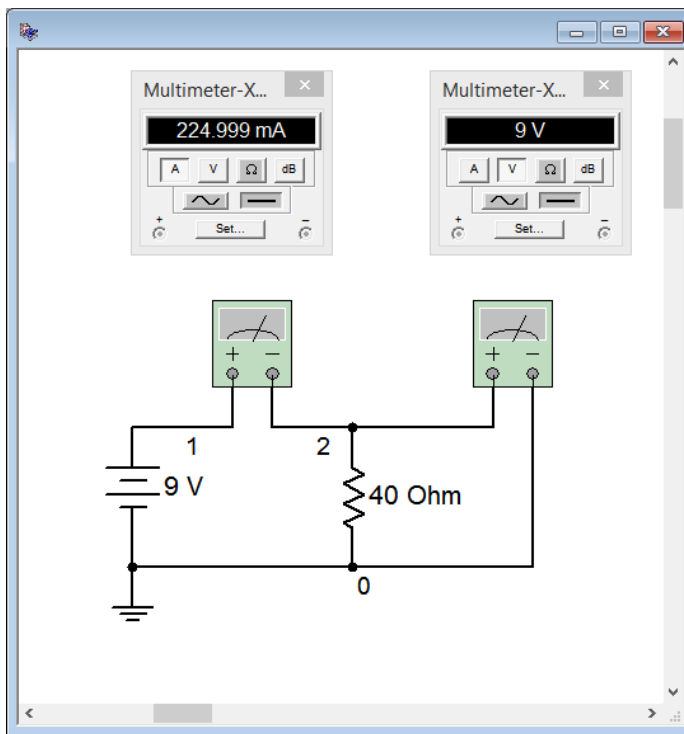 Multimeter-X...
224.999 mA
A V Ω dB
+ −
Set...
Multimeter-X...
9 V
A V Ω dB
+ −
Set...
+ −
+ −
1
2
9 V
40 Ohm
0